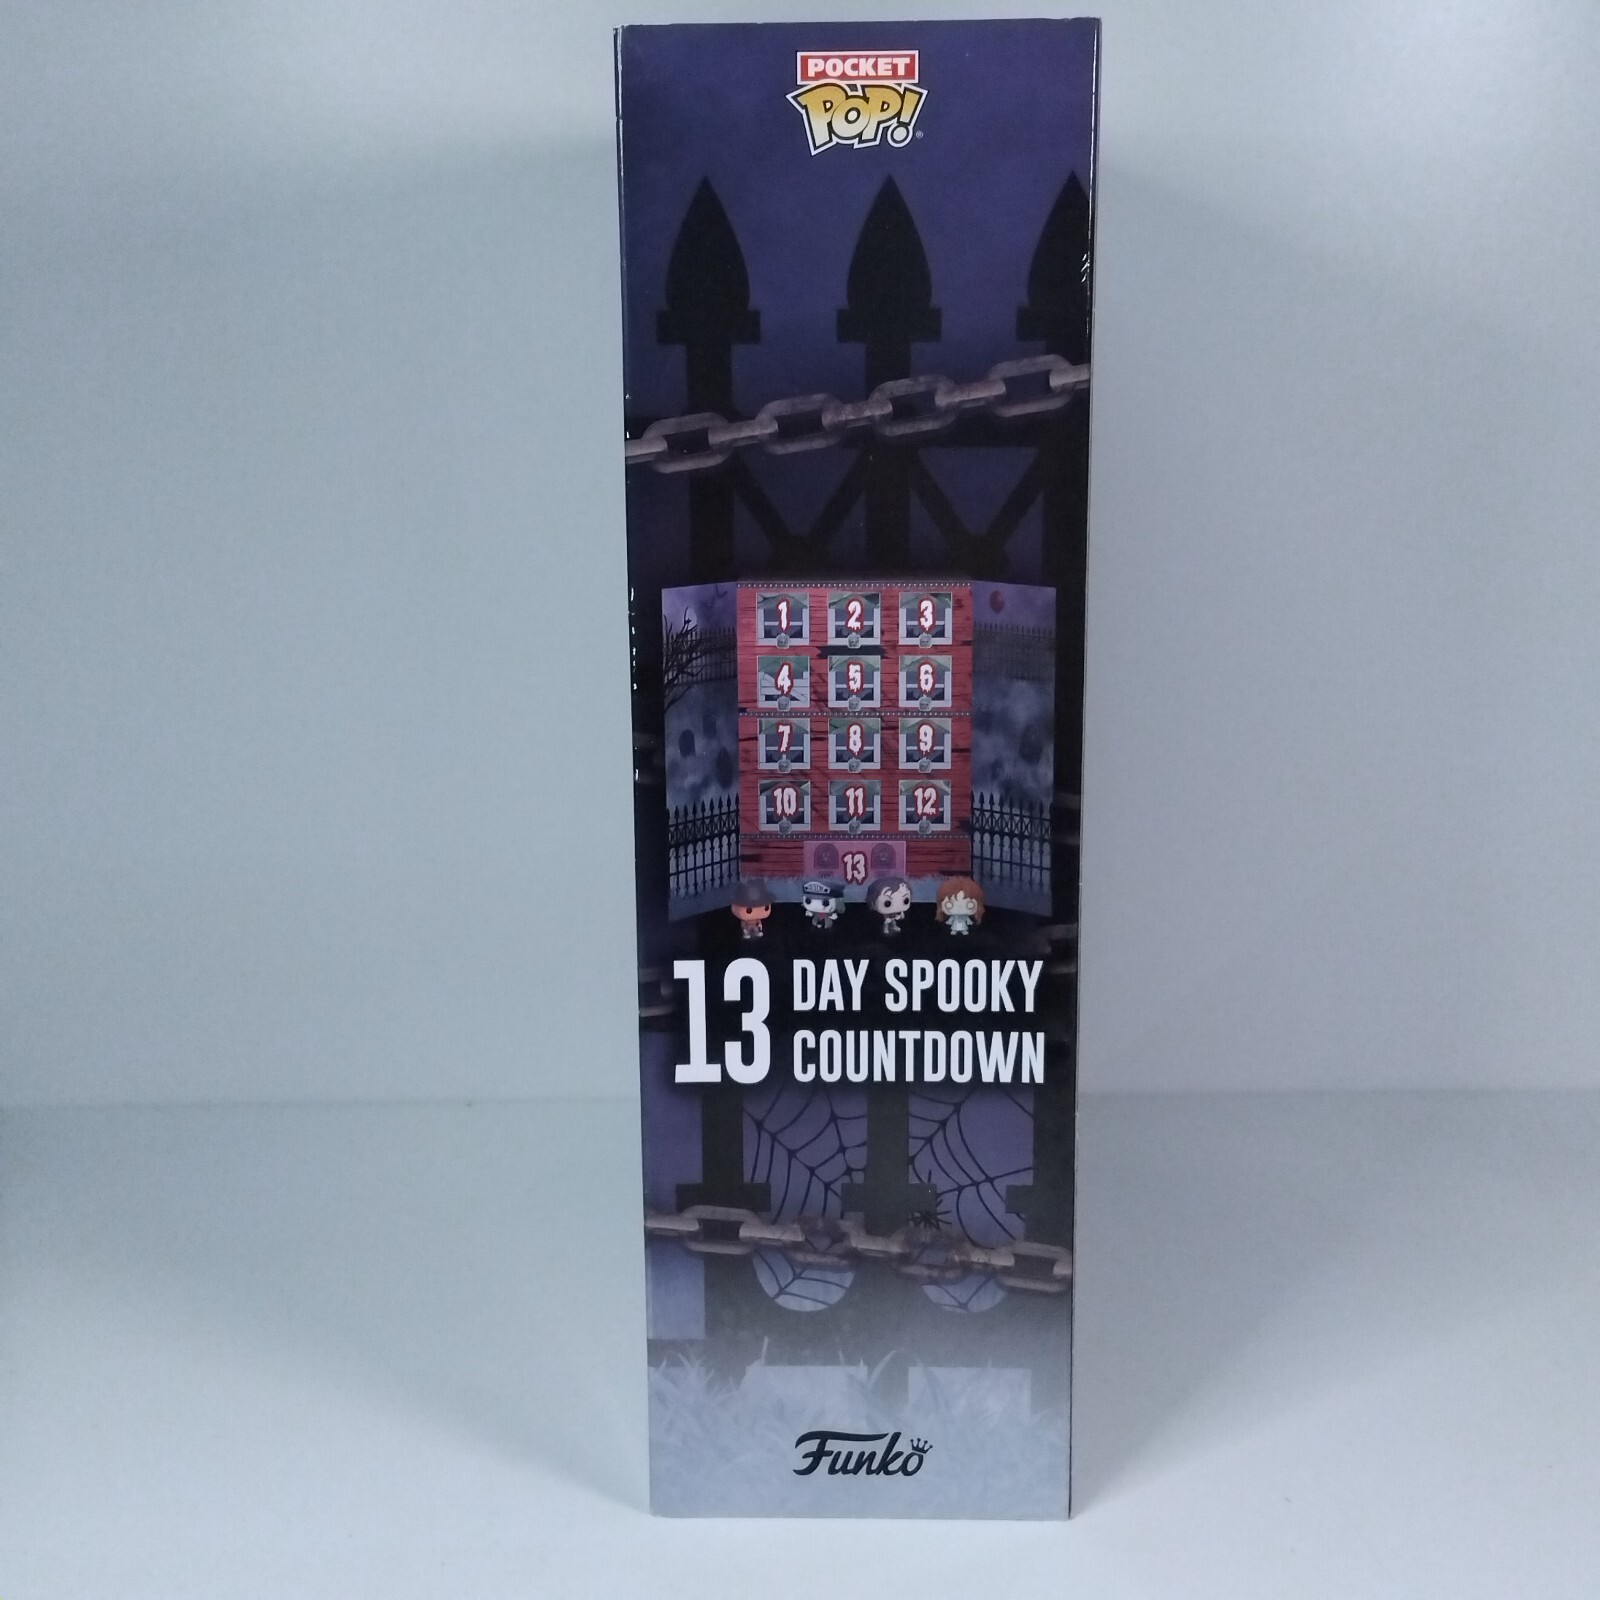 POCKET
POP!
1 2 3
4 5 6
7 8 9
10 11 12
13
13 DAY SPOOKY
COUNTDOWN
Funko